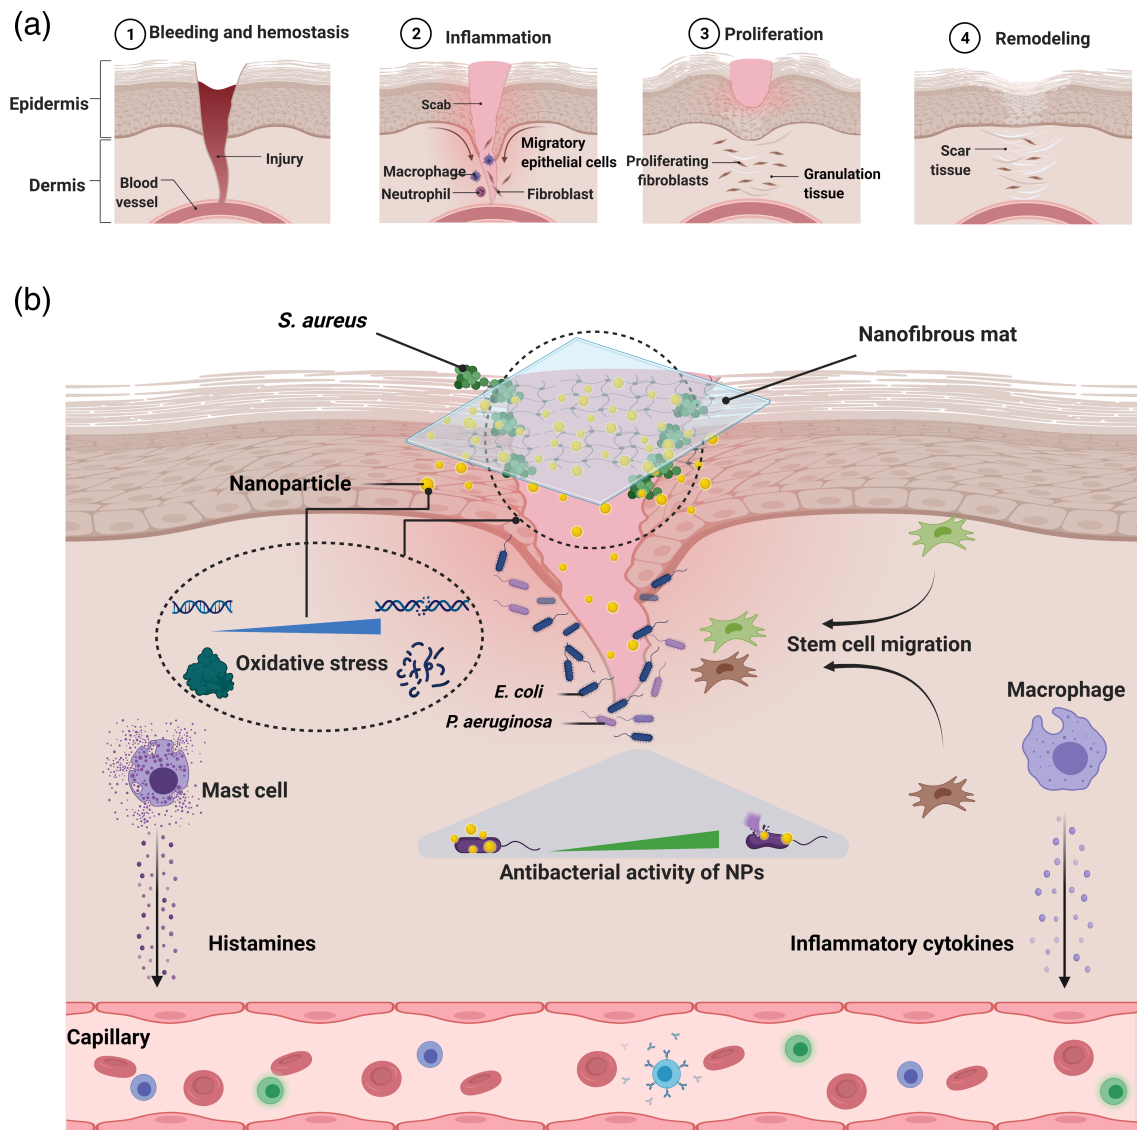 (a)
1 Bleeding and hemostasis
2 Inflammation
3 Proliferation
4 Remodeling
Epidermis
Dermis
Injury
Blood
vessel
Scab
Migratory
epithelial cells
Macrophage
Neutrophil
Fibroblast
Proliferating
fibroblasts
Granulation
tissue
Scar
tissue
(b)
S. aureus
Nanofibrous mat
Nanoparticle
Oxidative stress
Stem cell migration
E. coli
P. aeruginosa
Macrophage
Mast cell
Antibacterial activity of NPs
Histamines
Inflammatory cytokines
Capillary